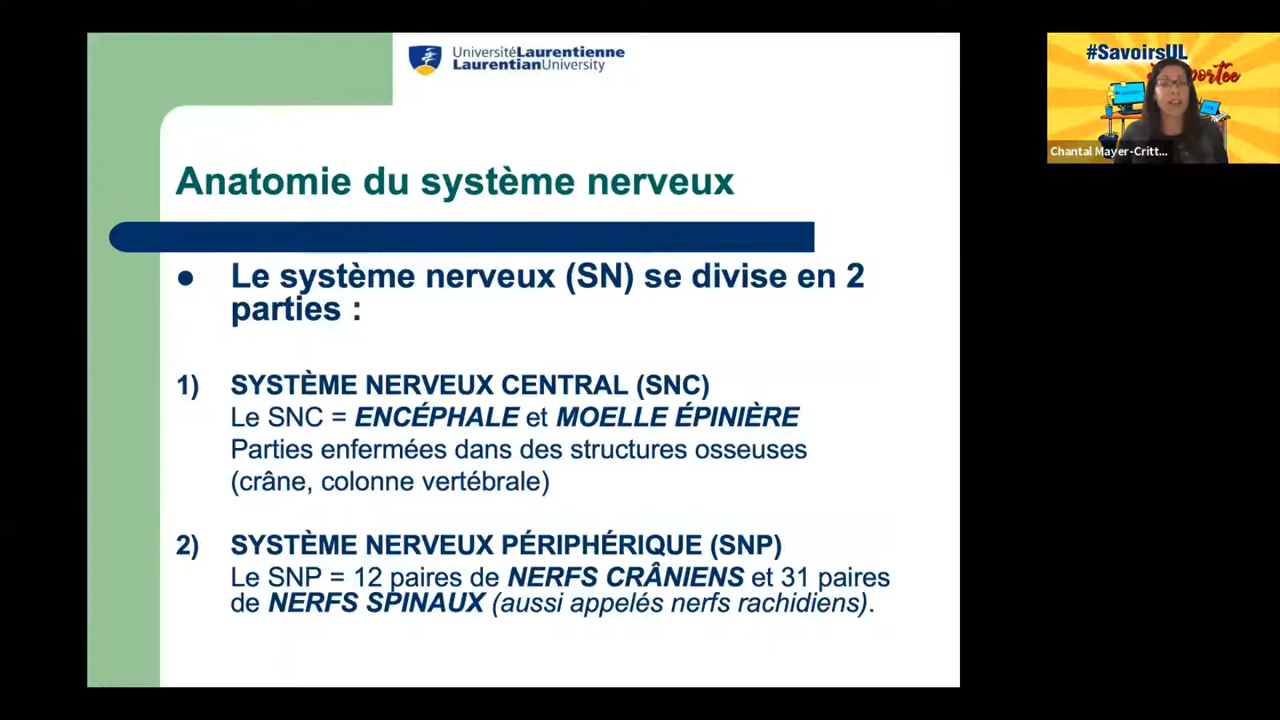 UniversitéLaurentienne
LaurentianUniversity
Anatomie du système nerveux
● Le système nerveux (SN) se divise en 2
parties :
1) SYSTÈME NERVEUX CENTRAL (SNC)
Le SNC = ENCÉPHALE et MOELLE ÉPINIÈRE
Parties enfermées dans des structures osseuses
(crâne, colonne vertébrale)
2) SYSTÈME NERVEUX PÉRIPHÉRIQUE (SNP)
Le SNP = 12 paires de NERFS CRÂNIENS et 31 paires
de NERFS SPINAUX (aussi appelés nerfs rachidiens).
#SavoirsUL
Chantal Mayer-Critt...